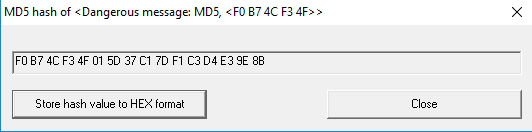 MD5 hash of <Dangerous message: MD5, <F0 B7 4C F3 4F>>
F0 B7 4C F3 4F 01 5D 37 C1 7D F1 C3 D4 E3 9E 8B
Store hash value to HEX format
Close